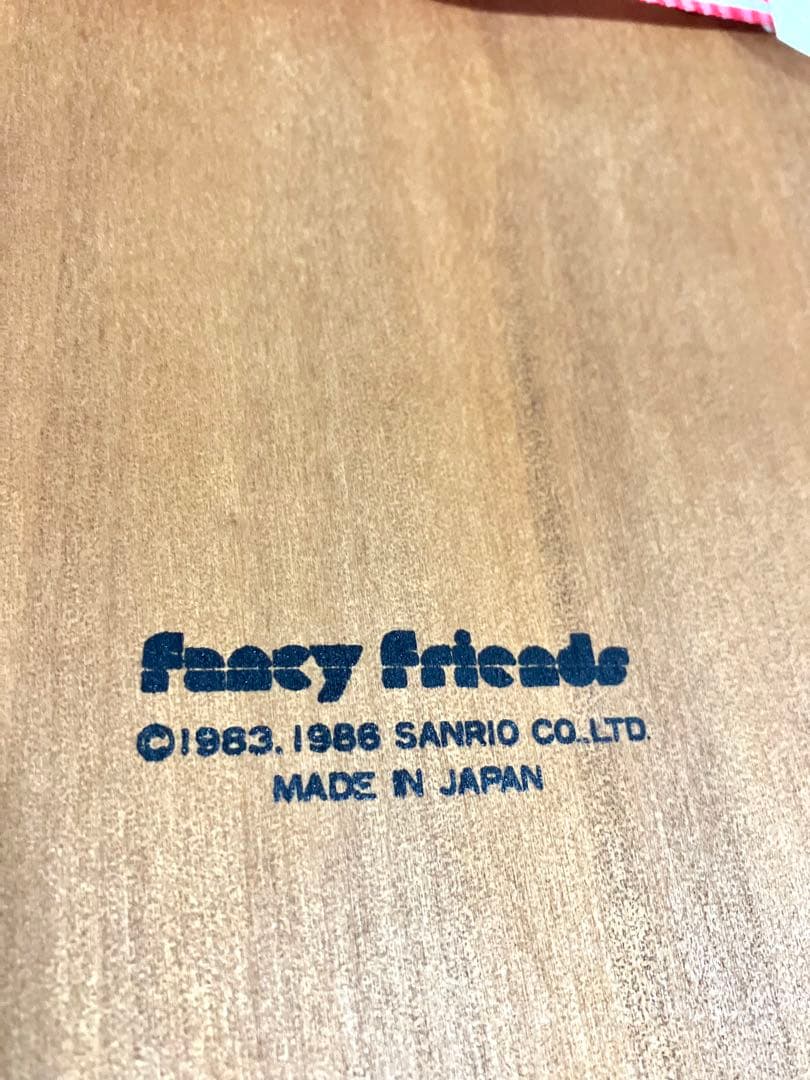 Fancy Friends
©1983.1986 SANRIO CO.,LTD.
MADE IN JAPAN